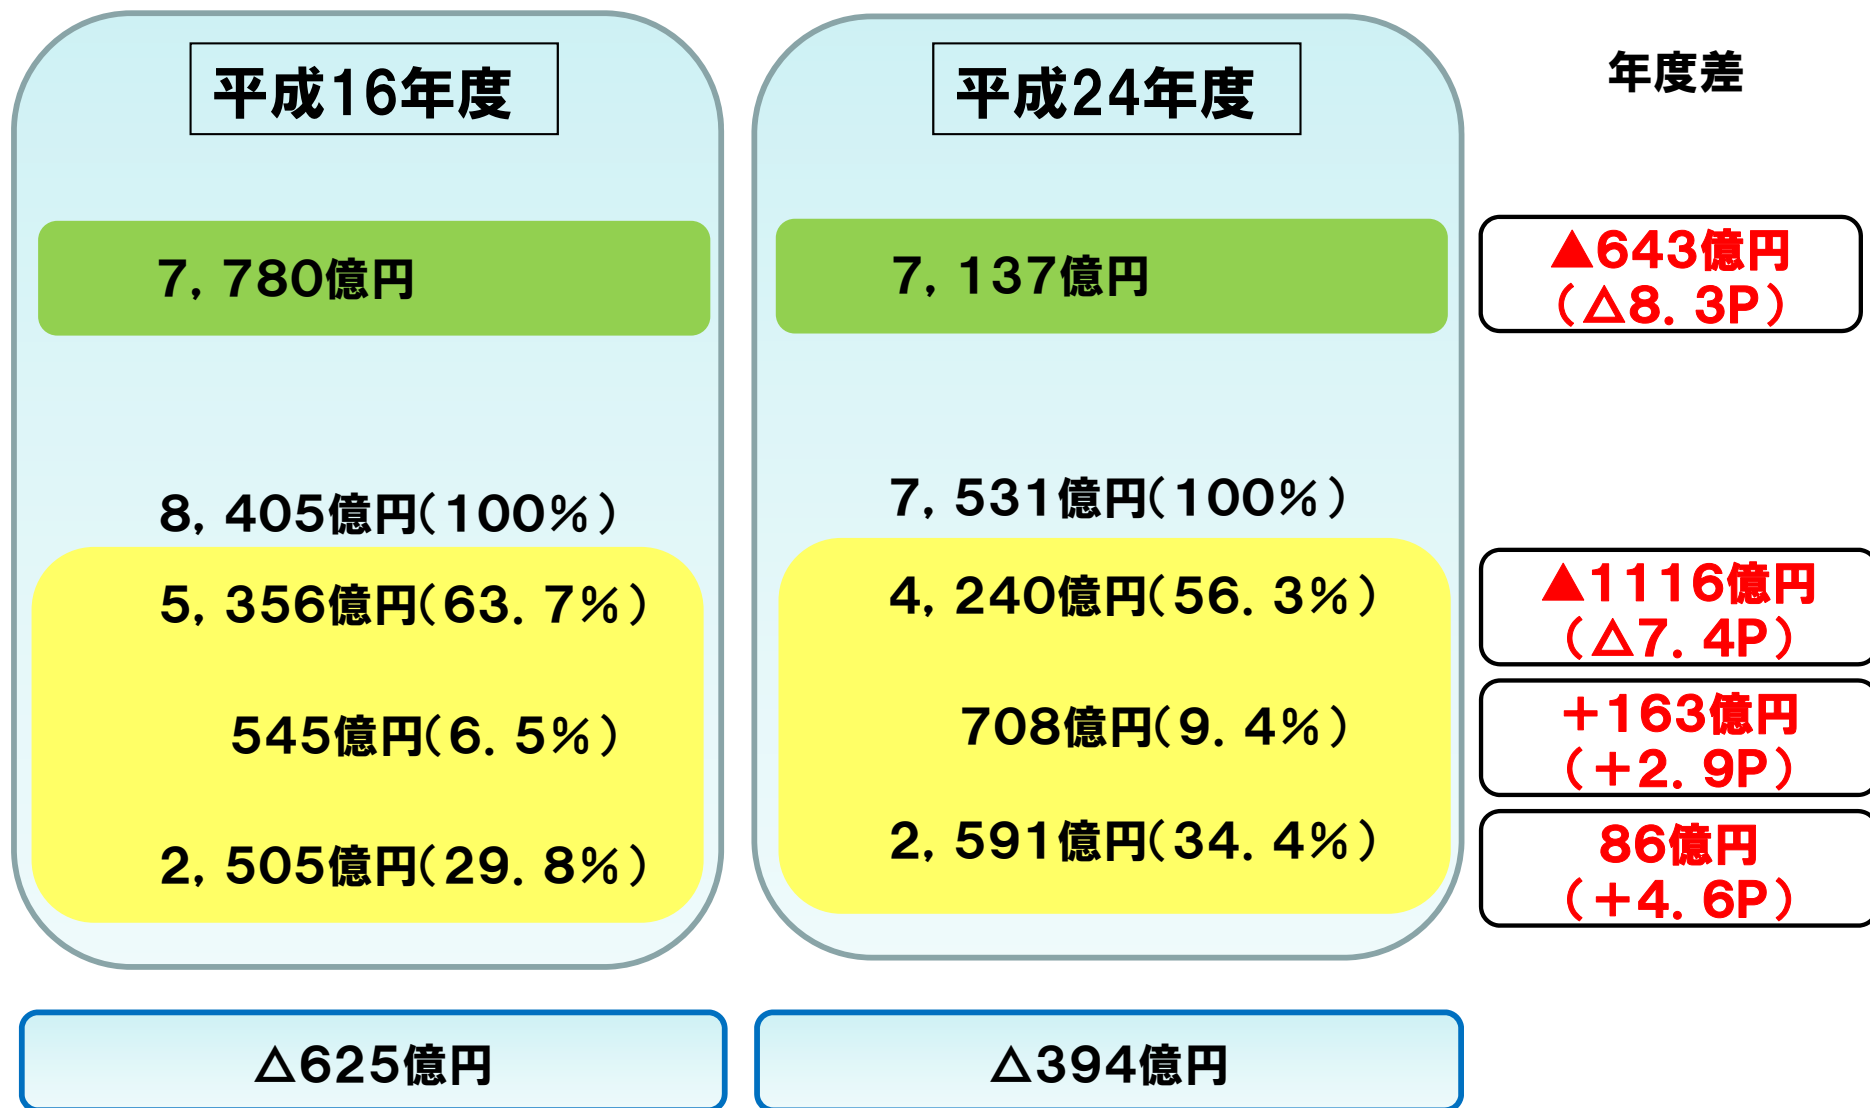 平成16年度
7,780億円
8,405億円(100%)
5,356億円(63.7%)
545億円(6.5%)
2,505億円(29.8%)
△625億円
平成24年度
7,137億円
7,531億円(100%)
4,240億円(56.3%)
708億円(9.4%)
2,591億円(34.4%)
△394億円
年度差
▲643億円
(△8.3P)
▲1116億円
(△7.4P)
+163億円
(+2.9P)
86億円
(+4.6P)